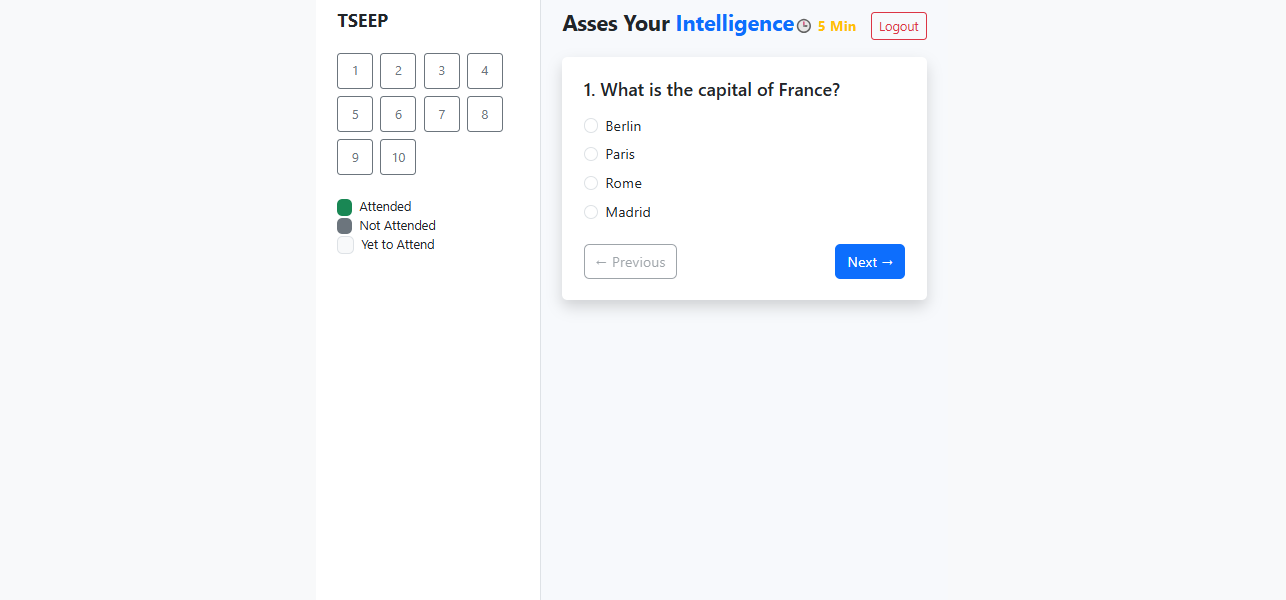 TSEEP
1 2 3 4
5 6 7 8
9 10
Attended
Not Attended
Yet to Attend
Asses Your Intelligence 5 Min Logout
1. What is the capital of France?
Berlin
Paris
Rome
Madrid
← Previous Next →